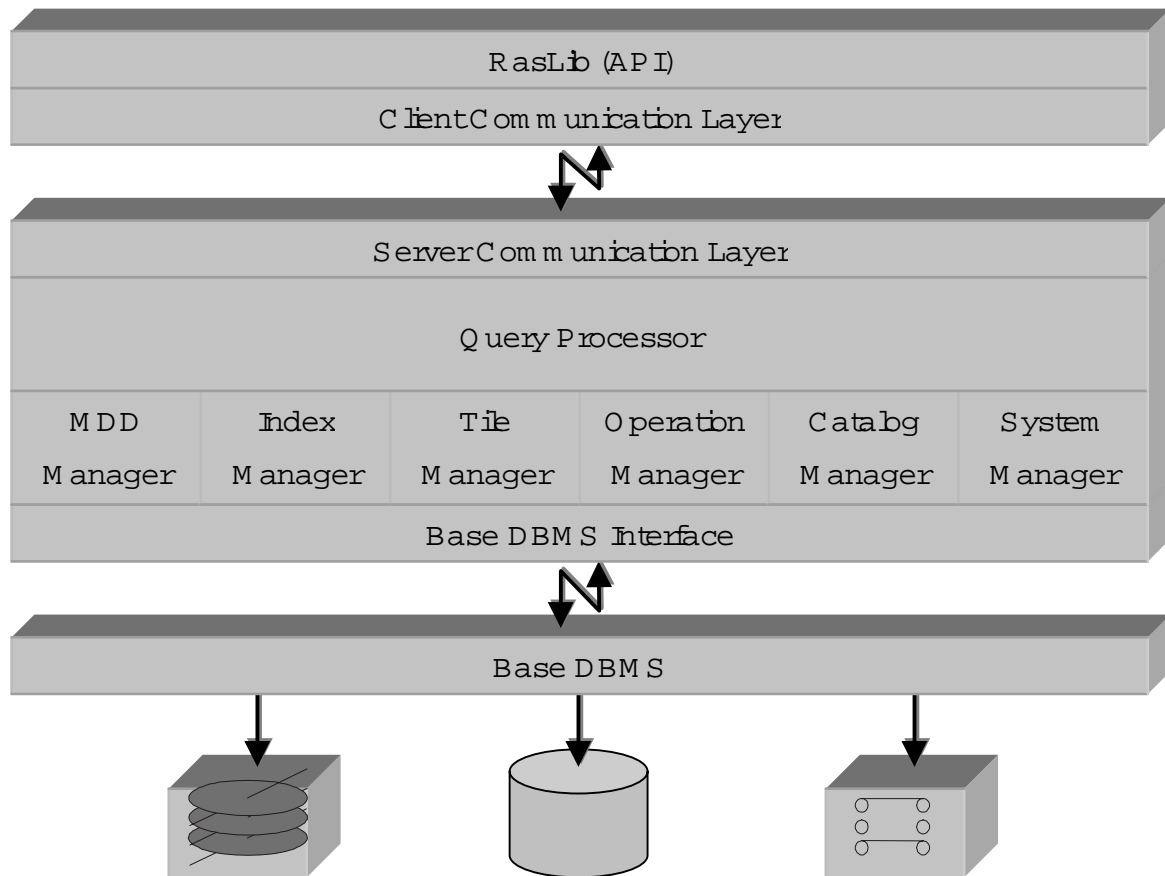 RasLib (API)
Client Communication Layer
Server Communication Layer
Query Processor
MDD Manager
Index Manager
Tile Manager
Operation Manager
Catalog Manager
System Manager
Base DBMS Interface
Base DBMS